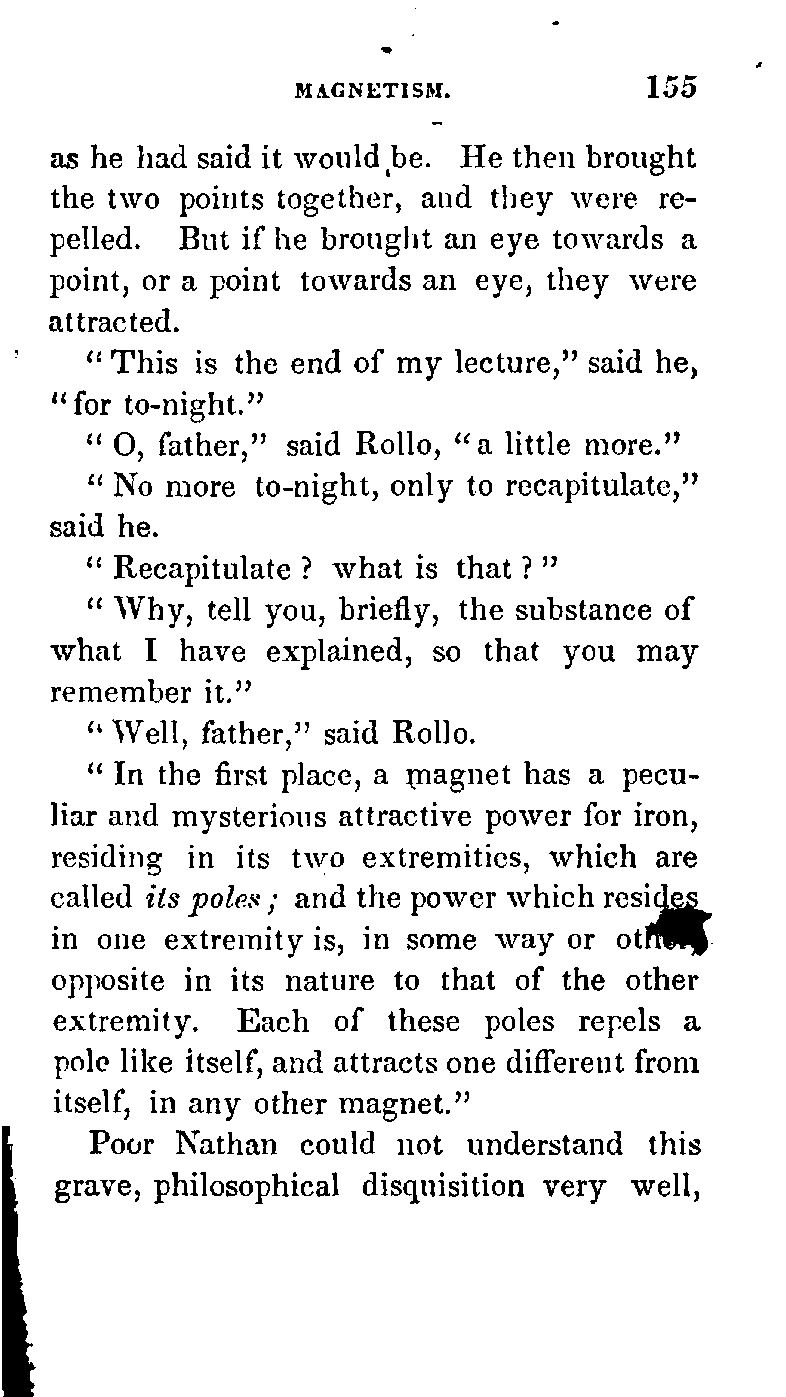 MAGNETISM. 155
as he had said it would be. He then brought
the two points together, and they were re-
pelled. But if he brought an eye towards a
point, or a point towards an eye, they were
attracted.
“This is the end of my lecture,” said he,
“for to-night.”
“O, father,” said Rollo, “a little more.”
“No more to-night, only to recapitulate,”
said he.
“Recapitulate? what is that?”
“Why, tell you, briefly, the substance of
what I have explained, so that you may
remember it.”
“Well, father,” said Rollo.
“In the first place, a magnet has a pecu-
liar and mysterious attractive power for iron,
residing in its two extremities, which are
called its poles; and the power which resides
in one extremity is, in some way or
opposite in its nature to that of the other
extremity. Each of these poles repels a
pole like itself, and attracts one different from
itself, in any other magnet.”
Poor Nathan could not understand this
grave, philosophical disquisition very well,